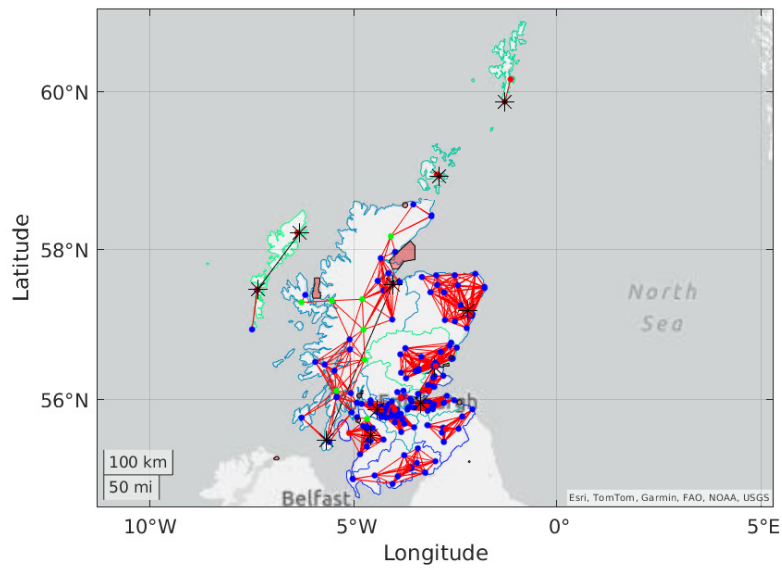 60°N
58°N
56°N
Latitude
North
Sea
100 km
50 mi
Belfast
Esri, TomTom, Garmin, FAO, NOAA, USGS
10°W
5°W
0°
5°E
Longitude